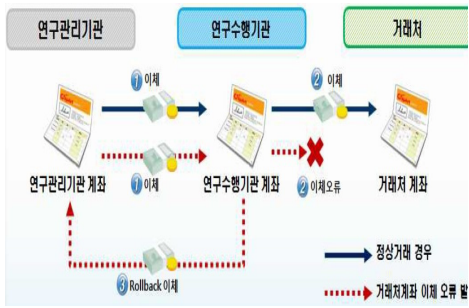 연구관리기관
연구수행기관
거래처
1 이체
2 이체
1 이체
2 이체오류
연구관리기관 계좌
연구수행기관 계좌
거래처 계좌
3 Rollback 이체
정상거래 경우
거래처계좌 이체 오류 발